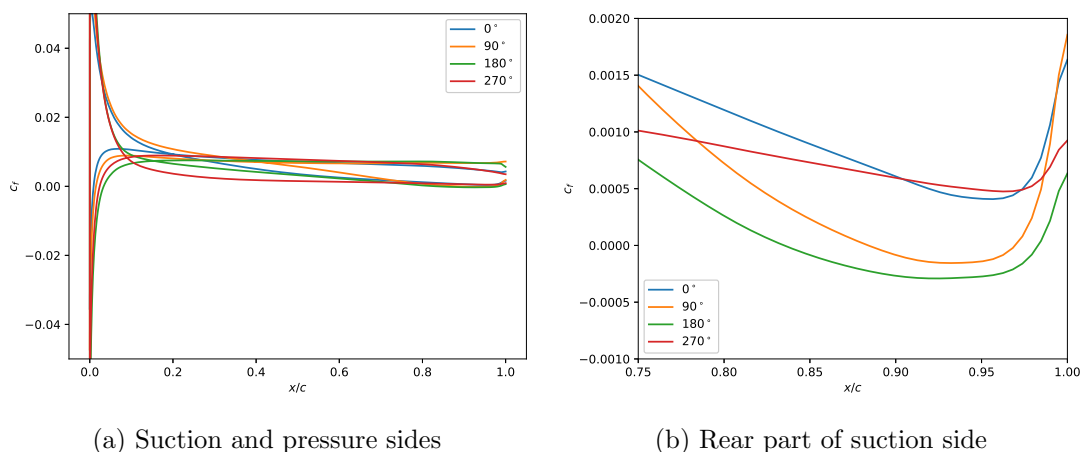 0.04
0.02
0.00
−0.02
−0.04
c_f
0.0 0.2 0.4 0.6 0.8 1.0
x/c
0°
90°
180°
270°
(a) Suction and pressure sides
0.0020
0.0015
0.0010
0.0005
0.0000
−0.0005
−0.0010
c_f
0.75 0.80 0.85 0.90 0.95 1.00
x/c
0°
90°
180°
270°
(b) Rear part of suction side